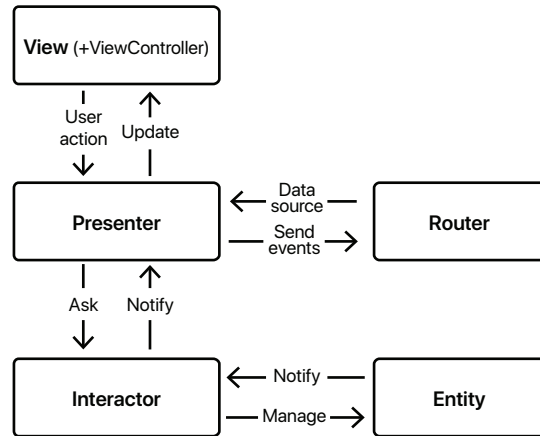 View (+ViewController)
User
action
Update
Data
source
Presenter
Router
Send
events
Ask
Notify
Notify
Interactor
Entity
Manage